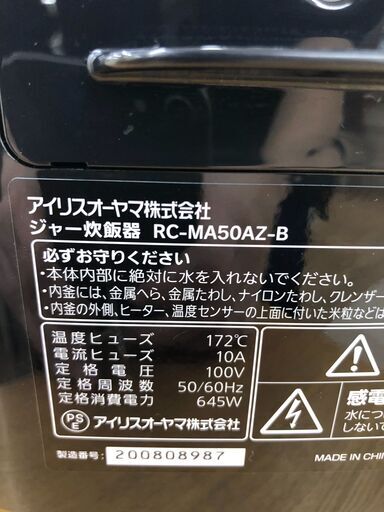 アイリスオーヤマ株式会社
ジャー炊飯器 RC-MA50AZ-B
必ずお守りください
・本体内部に絶対に水を入れないでください。
・内釜には、金属へら、金属たわし、ナイロンたわし、クレンザー
・内釜の外側、ヒーター、温度センサーの上面に付いた米粒などは
温度ヒューズ 172℃
電流ヒューズ 10A
定格電圧 100V
定格周波数 50/60Hz
定格消費電力 645W
PSE アイリスオーヤマ株式会社
製造番号: 200808987
感電
水につ
しないで
MADE IN CHI